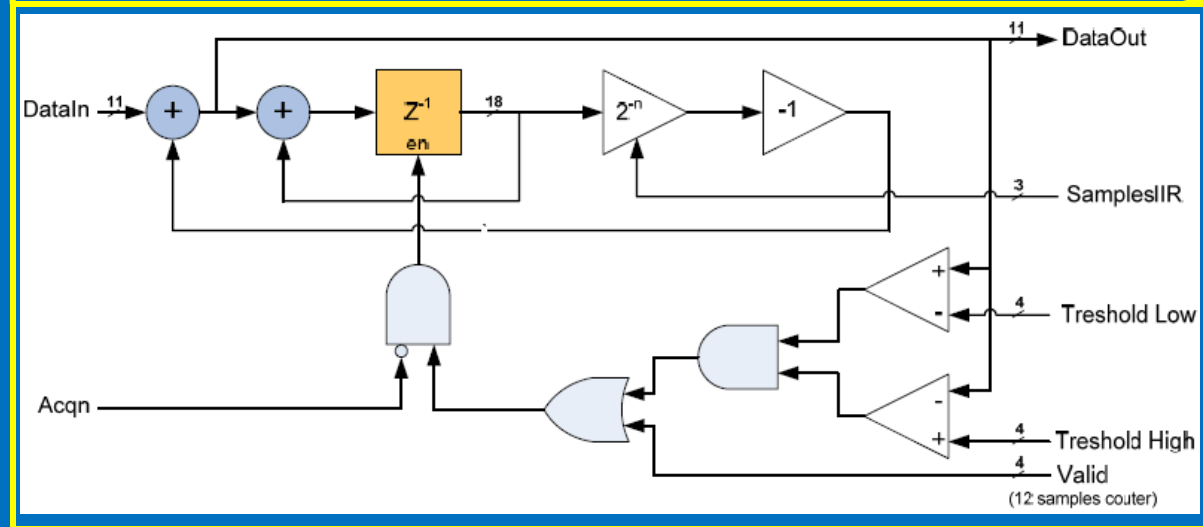 11
DataOut
DataIn
11
+
+
Z-1
en
18
2-n
-1
3
SamplesIIR
+
-
4
Treshold Low
-
+
4
Treshold High
4
Valid
(12 samples couter)
Acqn